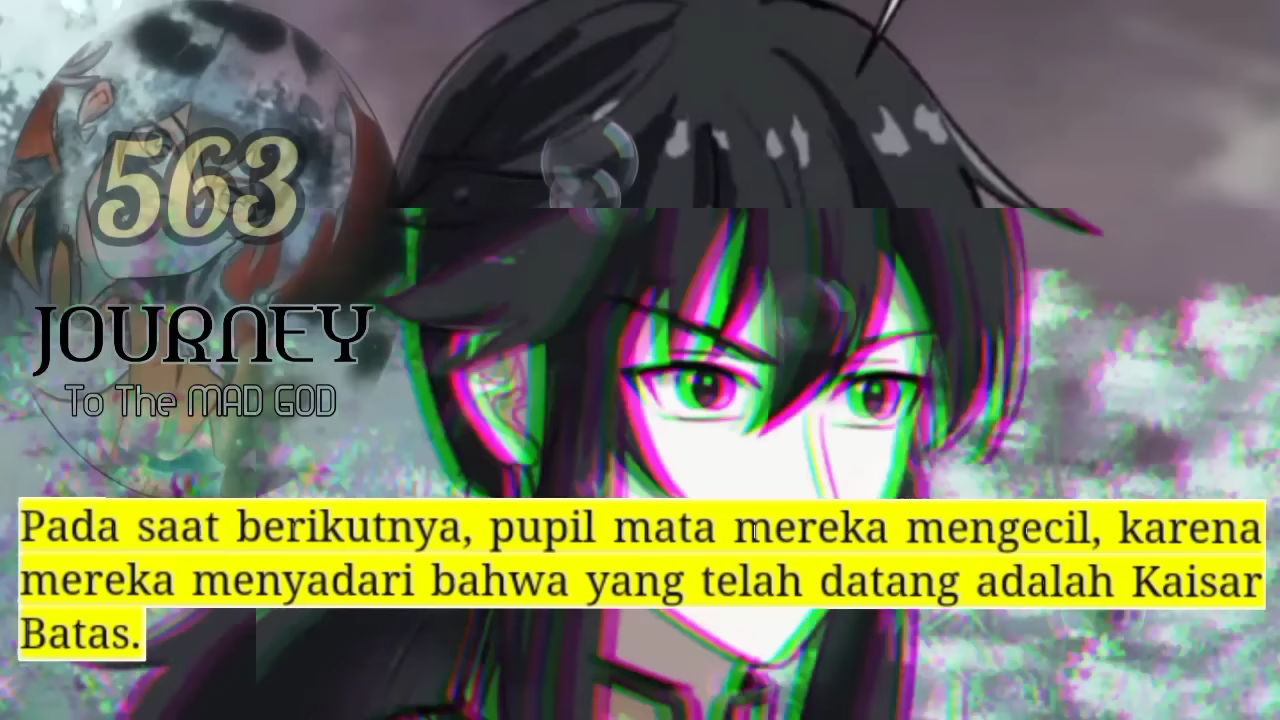 563
JOURNEY
To The MAD GOD
Pada saat berikutnya, pupil mata mereka mengecil, karena
mereka menyadari bahwa yang telah datang adalah Kaisar
Batas.